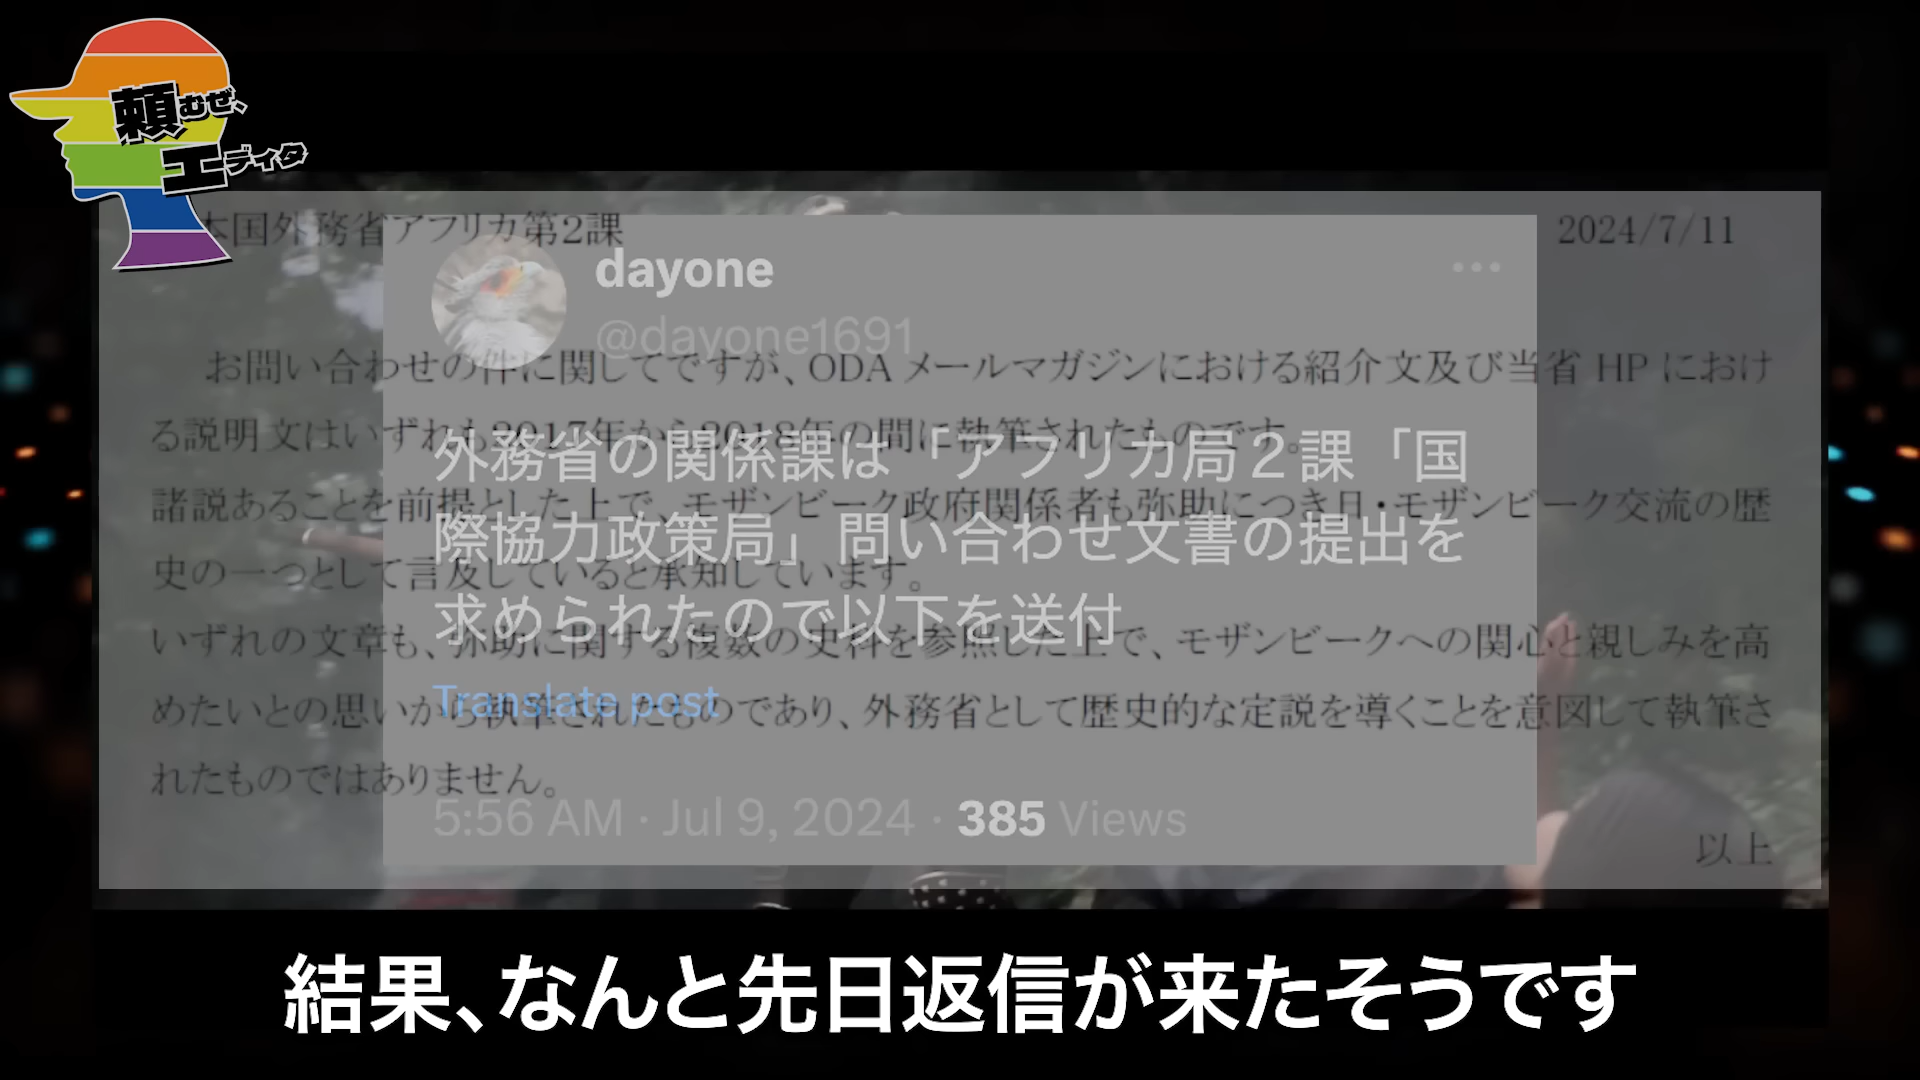 頼むぜ、
エディタ
本国外務省アフリカ第2課
2024/7/11
お問い合わせの件に関してですが、ODAメールマガジンにおける紹介文及び当省 HP におけ
る説明文はいずれも2017年から2018年の間に執筆されたものです。
諸説あることを前提とした上で、モザンビーク政府関係者も弥助につき日・モザンビーク交流の歴
史の一つとして言及していると承知しています。
いずれの文章も、弥助に関する複数の史料を参照した上で、モザンビークへの関心と親しみを高
めたいとの思いから執筆されたものであり、外務省として歴史的な定説を導くことを意図して執筆さ
れたものではありません。
以上
dayone
@dayone1691
外務省の関係課は「アフリカ局2課「国
際協力政策局」問い合わせ文書の提出を
求められたので以下を送付
Translate post
5:56 AM · Jul 9, 2024 · 385 Views
結果、なんと先日返信が来たそうです